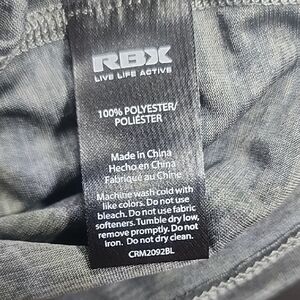 RBX
LIVE LIFE ACTIVE
100% POLYESTER/
POLIÉSTER
Made in China
Hecho en China
Fabriqué au Chine
Machine wash cold with
like colors. Do not use
bleach. Do not use fabric
softeners. Tumble dry low,
remove promptly. Do not
iron. Do not dry clean.
CRM2092BL